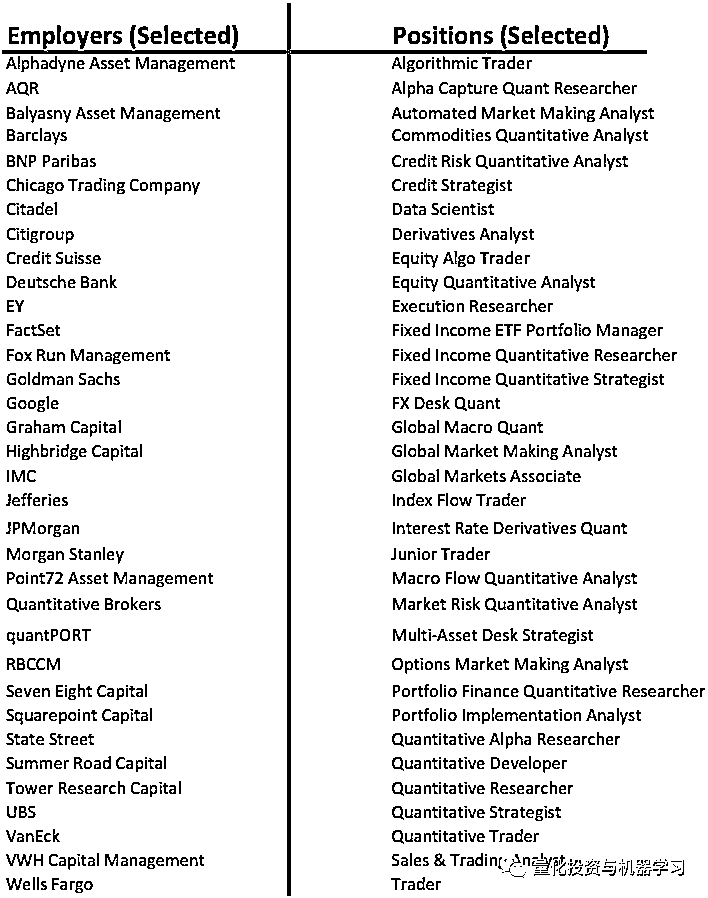 Employers (Selected) Positions (Selected)
Alphadyne Asset Management Algorithmic Trader
AQR Alpha Capture Quant Researcher
Balyasny Asset Management Automated Market Making Analyst
Barclays Commodities Quantitative Analyst
BNP Paribas Credit Risk Quantitative Analyst
Chicago Trading Company Credit Strategist
Citadel Data Scientist
Citigroup Derivatives Analyst
Credit Suisse Equity Algo Trader
Deutsche Bank Equity Quantitative Analyst
EY Execution Researcher
FactSet Fixed Income ETF Portfolio Manager
Fox Run Management Fixed Income Quantitative Researcher
Goldman Sachs Fixed Income Quantitative Strategist
Google FX Desk Quant
Graham Capital Global Macro Quant
Highbridge Capital Global Market Making Analyst
IMC Global Markets Associate
Jefferies Index Flow Trader
JPMorgan Interest Rate Derivatives Quant
Morgan Stanley Junior Trader
Point72 Asset Management Macro Flow Quantitative Analyst
Quantitative Brokers Market Risk Quantitative Analyst
quantPORT Multi-Asset Desk Strategist
RBCCM Options Market Making Analyst
Seven Eight Capital Portfolio Finance Quantitative Researcher
Squarepoint Capital Portfolio Implementation Analyst
State Street Quantitative Alpha Researcher
Summer Road Capital Quantitative Developer
Tower Research Capital Quantitative Researcher
UBS Quantitative Strategist
VanEck Quantitative Trader
VWH Capital Management Sales & Trading Analyst
量化投资与机器学习
Wells Fargo Trader